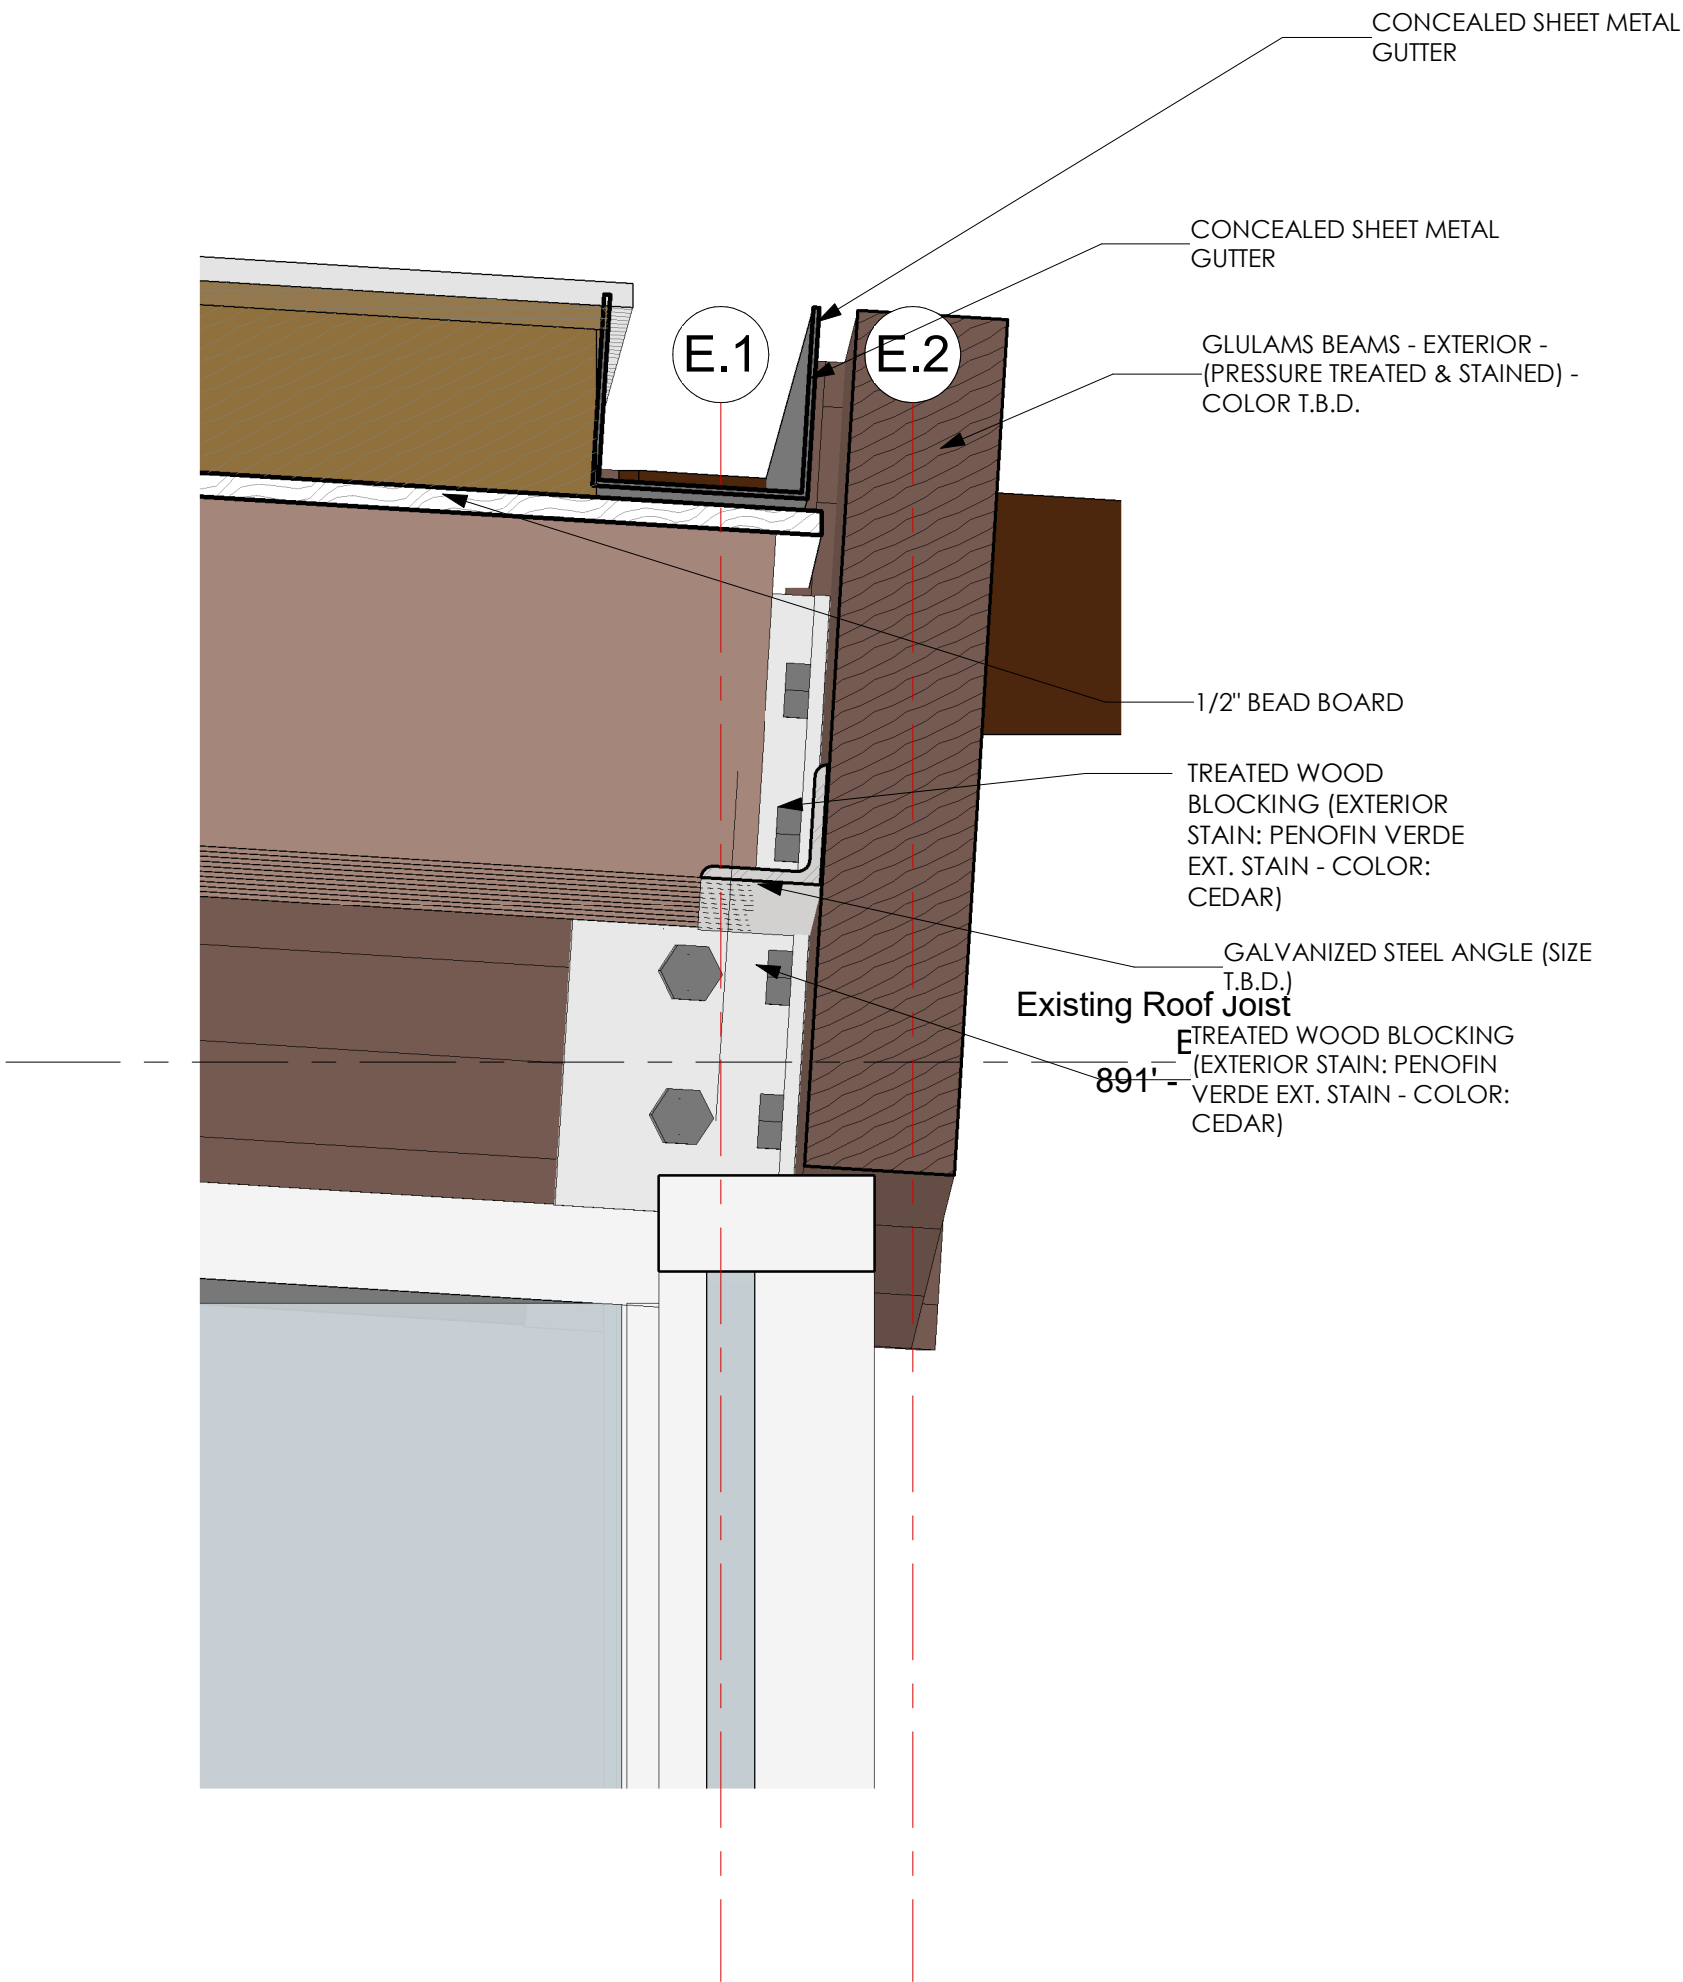 CONCEALED SHEET METAL
GUTTER
CONCEALED SHEET METAL
GUTTER
E.1
E.2
GLULAMS BEAMS - EXTERIOR -
(PRESSURE TREATED & STAINED) -
COLOR T.B.D.
1/2" BEAD BOARD
TREATED WOOD
BLOCKING (EXTERIOR
STAIN: PENOFIN VERDE
EXT. STAIN - COLOR:
CEDAR)
GALVANIZED STEEL ANGLE (SIZE
T.B.D.)
Existing Roof Joist
TREATED WOOD BLOCKING
(EXTERIOR STAIN: PENOFIN
891' -
VERDE EXT. STAIN - COLOR:
CEDAR)